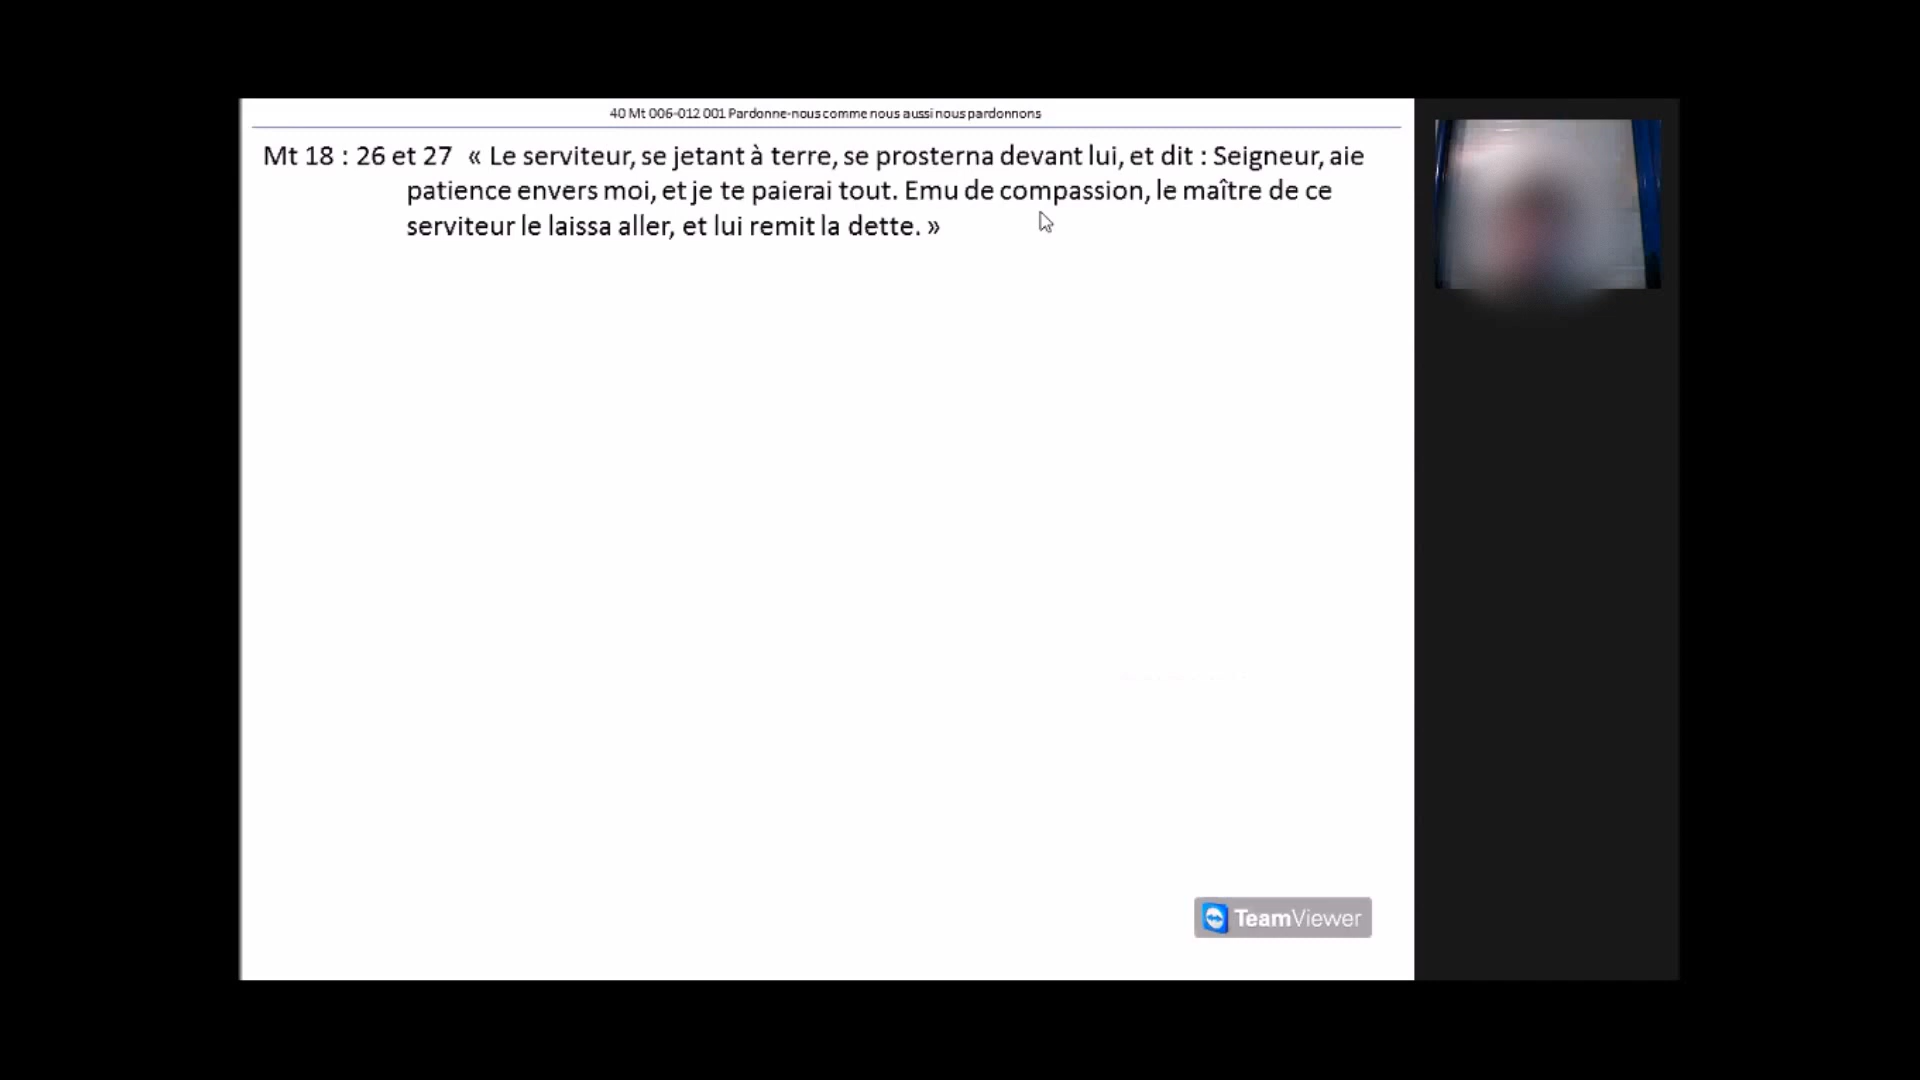 40 Mt 006-012 001 Pardonne-nous comme nous aussi nous pardonnons
Mt 18 : 26 et 27 « Le serviteur, se jetant à terre, se prosterna devant lui, et dit : Seigneur, aie
patience envers moi, et je te paierai tout. Emu de compassion, le maître de ce
serviteur le laissa aller, et lui remit la dette. »
TeamViewer